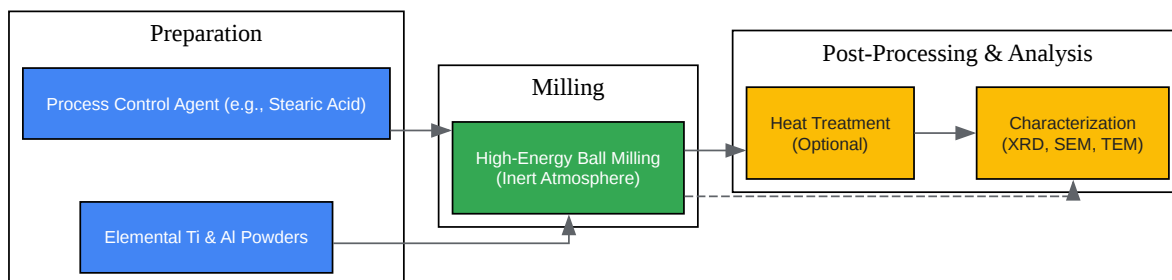 Preparation
Process Control Agent (e.g., Stearic Acid)
Elemental Ti & Al Powders
Milling
High-Energy Ball Milling
(Inert Atmosphere)
Post-Processing & Analysis
Heat Treatment
(Optional)
Characterization
(XRD, SEM, TEM)